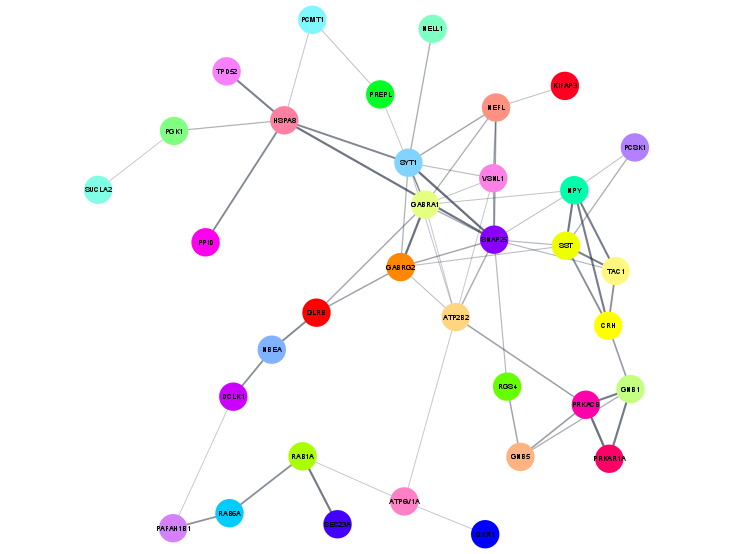 PCMT1
NELL1
TPD52
KIFAP3
PREPL
NEFL
HSPA8
PGK1
PCSK1
SYT1
VSNL1
SUCLA2
NPY
GABRA1
SNAP25
PPID
SST
GABRG2
TAC1
GLRB
ATP2B2
CRH
NBEA
RGS4
GNB1
DCLK1
PRKACB
RAB1A
GNB5
PRKAR1A
ATP6V1A
RAB6A
SEC23A
PAFAH1B1